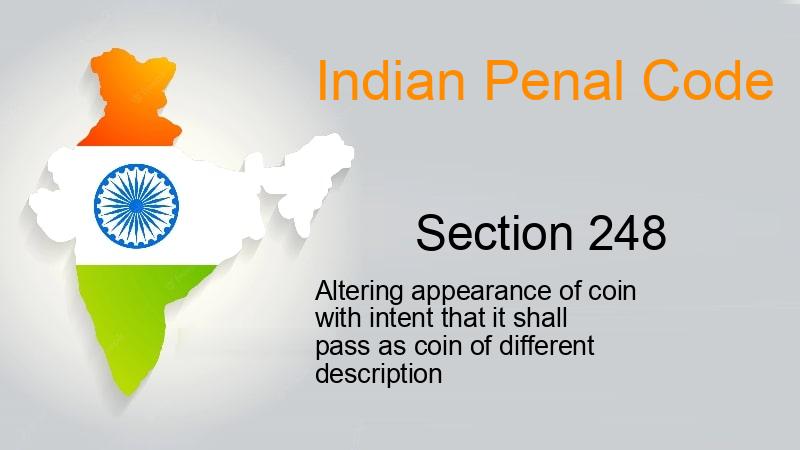 Indian Penal Code
Section 248
Altering appearance of coin
with intent that it shall
pass as coin of different
description